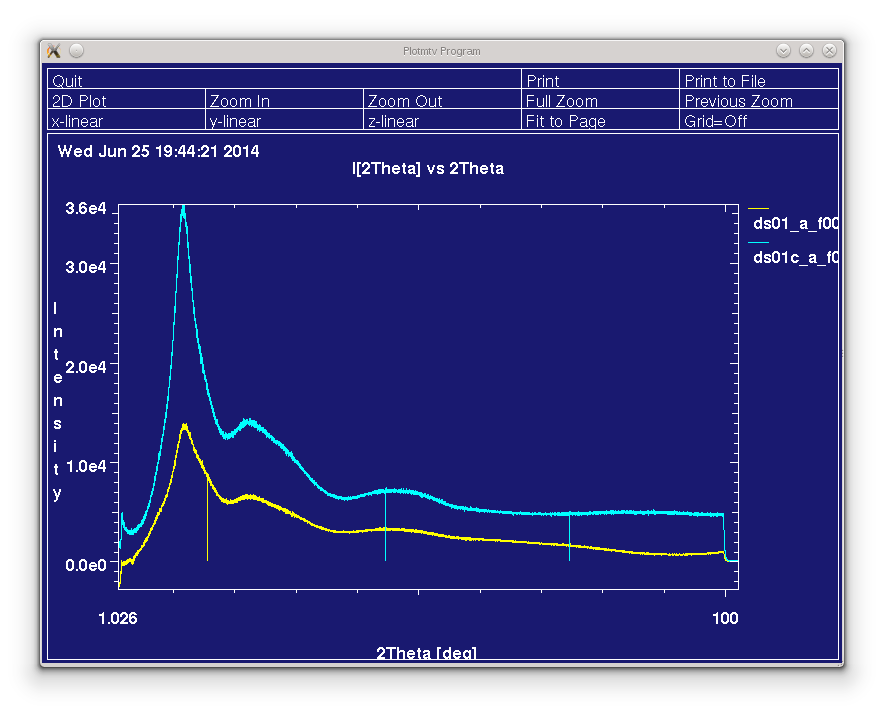 Plotmtv Program
Quit Print Print to File
2D Plot Zoom In Zoom Out Full Zoom Previous Zoom
x-linear y-linear z-linear Fit to Page Grid=Off
Wed Jun 25 19:44:21 2014
I[2Theta] vs 2Theta
3.6e4
ds01_a_f00
3.0e4
ds01c_a_f0
Intensity
2.0e4
1.0e4
0.0e0
1.026 100
2Theta [deg]